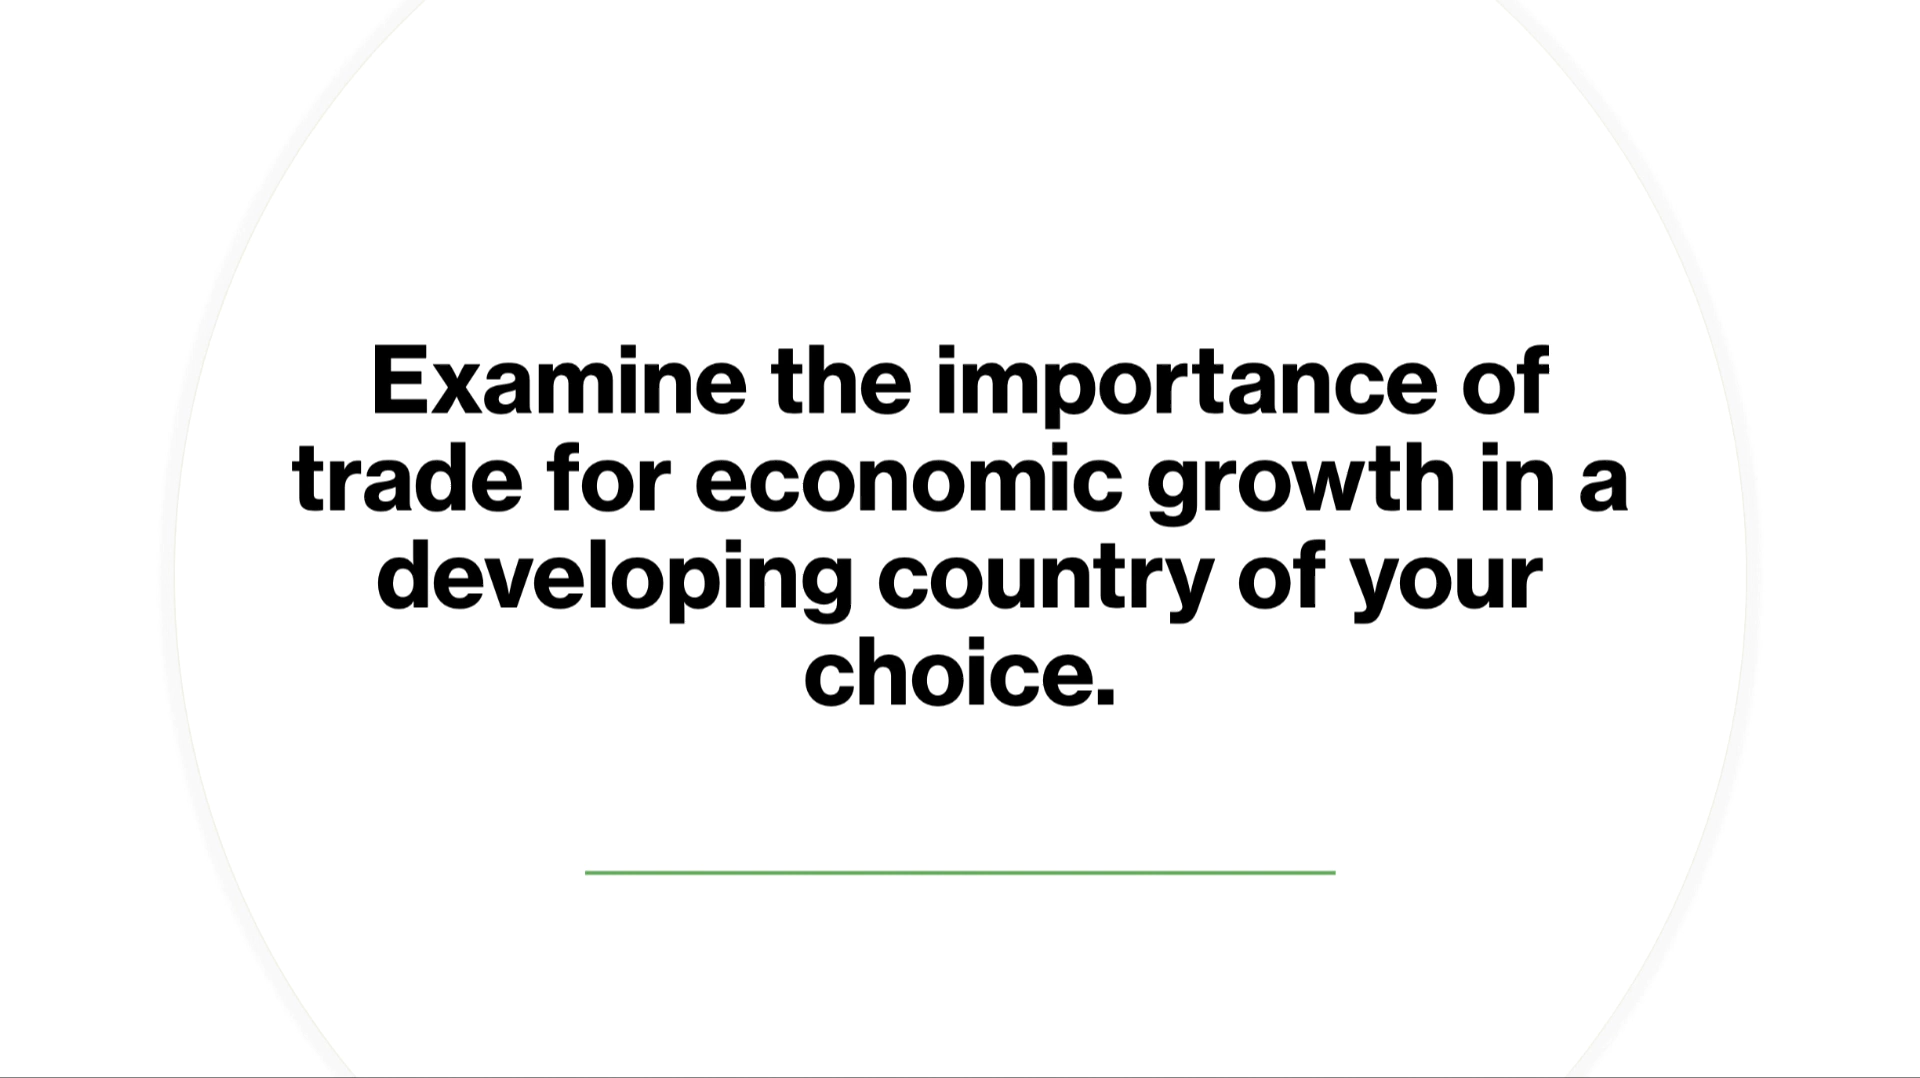 Examine the importance of
trade for economic growth in a
developing country of your
choice.